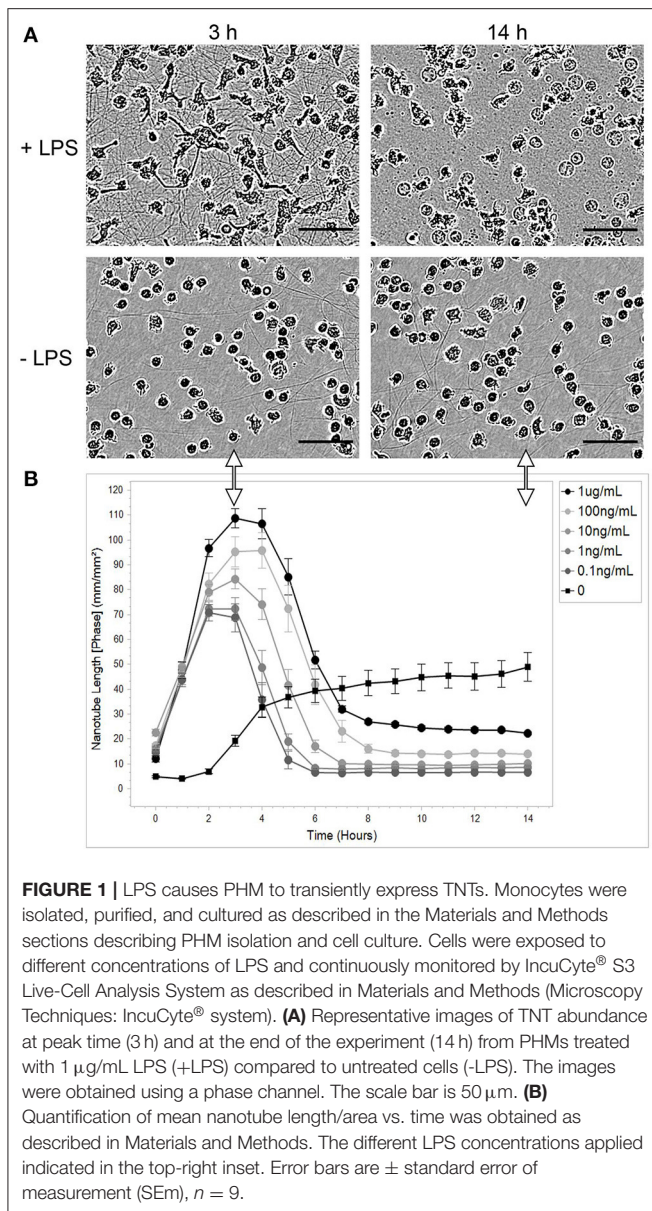 A
3 h
14 h
+ LPS
- LPS
B
Nanotube Length [Phase] (mm/mm²)
120
110
100
90
80
70
60
50
40
30
20
10
0
0
2
4
6
8
10
12
14
Time (Hours)
1ug/mL
100ng/mL
10ng/mL
1ng/mL
0.1ng/mL
0
FIGURE 1 | LPS causes PHM to transiently express TNTs. Monocytes were
isolated, purified, and cultured as described in the Materials and Methods
sections describing PHM isolation and cell culture. Cells were exposed to
different concentrations of LPS and continuously monitored by IncuCyte® S3
Live-Cell Analysis System as described in Materials and Methods (Microscopy
Techniques: IncuCyte® system). (A) Representative images of TNT abundance
at peak time (3 h) and at the end of the experiment (14 h) from PHMs treated
with 1 μg/mL LPS (+LPS) compared to untreated cells (-LPS). The images
were obtained using a phase channel. The scale bar is 50 μm. (B)
Quantification of mean nanotube length/area vs. time was obtained as
described in Materials and Methods. The different LPS concentrations applied
indicated in the top-right inset. Error bars are ± standard error of
measurement (SEm), n = 9.